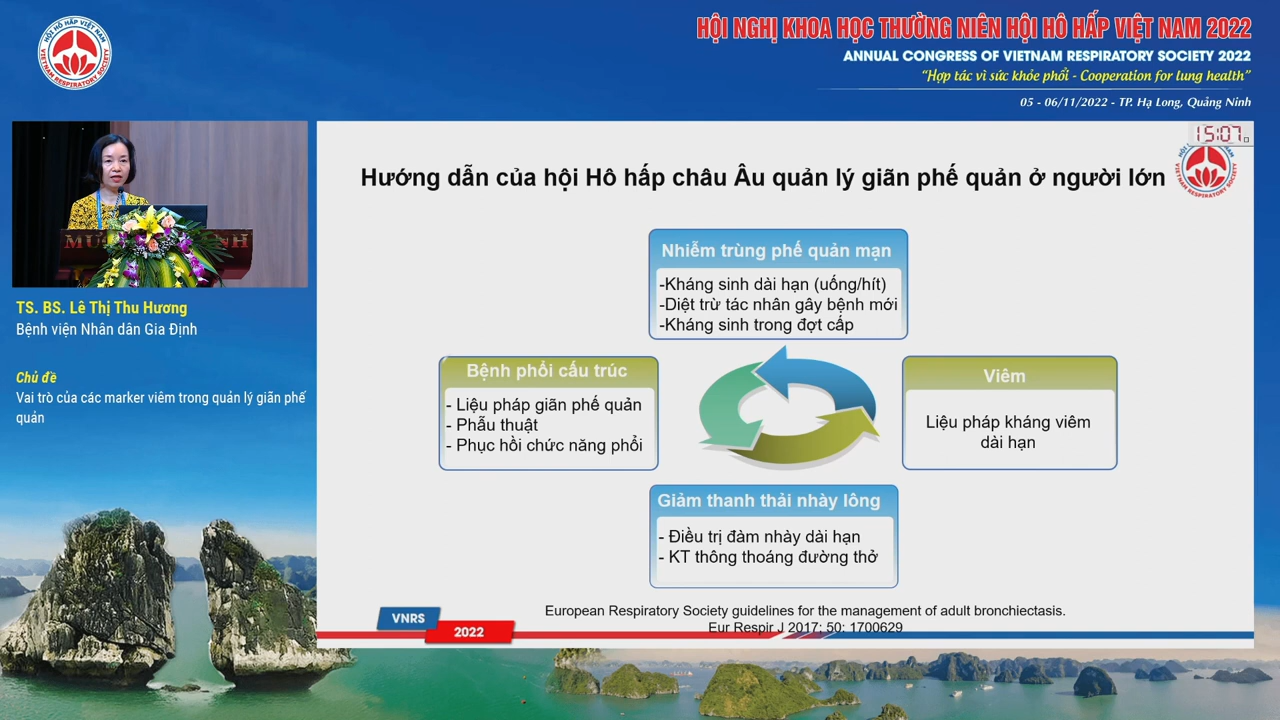 HỘI HÔ HẤP VIỆT NAM
VIETNAM RESPIRATORY SOCIETY
HỘI NGHỊ KHOA HỌC THƯỜNG NIÊN HỘI HÔ HẤP VIỆT NAM 2022
ANNUAL CONGRESS OF VIETNAM RESPIRATORY SOCIETY 2022
“Hợp tác vì sức khỏe phổi - Cooperation for lung health”
05 - 06/11/2022 - TP. Hạ Long, Quảng Ninh
TS. BS. Lê Thị Thu Hương
Bệnh viện Nhân dân Gia Định
Chủ đề
Vai trò của các marker viêm trong quản lý giãn phế
quản
15:07
Hướng dẫn của hội Hô hấp châu Âu quản lý giãn phế quản ở người lớn
Nhiễm trùng phế quản mạn
-Kháng sinh dài hạn (uống/hít)
-Diệt trừ tác nhân gây bệnh mới
-Kháng sinh trong đợt cấp
Bệnh phổi cấu trúc
- Liệu pháp giãn phế quản
- Phẫu thuật
- Phục hồi chức năng phổi
Viêm
Liệu pháp kháng viêm
dài hạn
Giảm thanh thải nhày lông
- Điều trị đàm nhày dài hạn
- KT thông thoáng đường thở
European Respiratory Society guidelines for the management of adult bronchiectasis.
Eur Respir J 2017; 50: 1700629
VNRS
2022